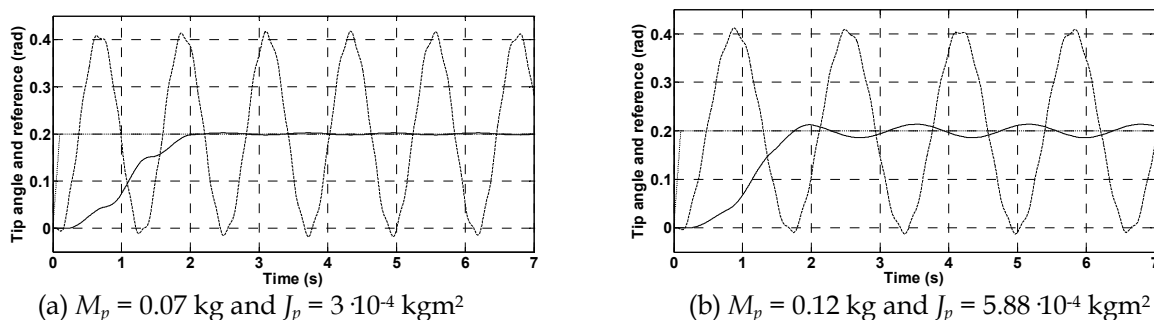 Tip angle and reference (rad)
0.4
0.3
0.2
0.1
0
0 1 2 3 4 5 6 7
Time (s)
(a) Mₚ = 0.07 kg and Jₚ = 3 ·10⁻⁴ kgm²
Tip angle and reference (rad)
0.4
0.3
0.2
0.1
0
0 1 2 3 4 5 6 7
Time (s)
(b) Mₚ = 0.12 kg and Jₚ = 5.88 ·10⁻⁴ kgm²